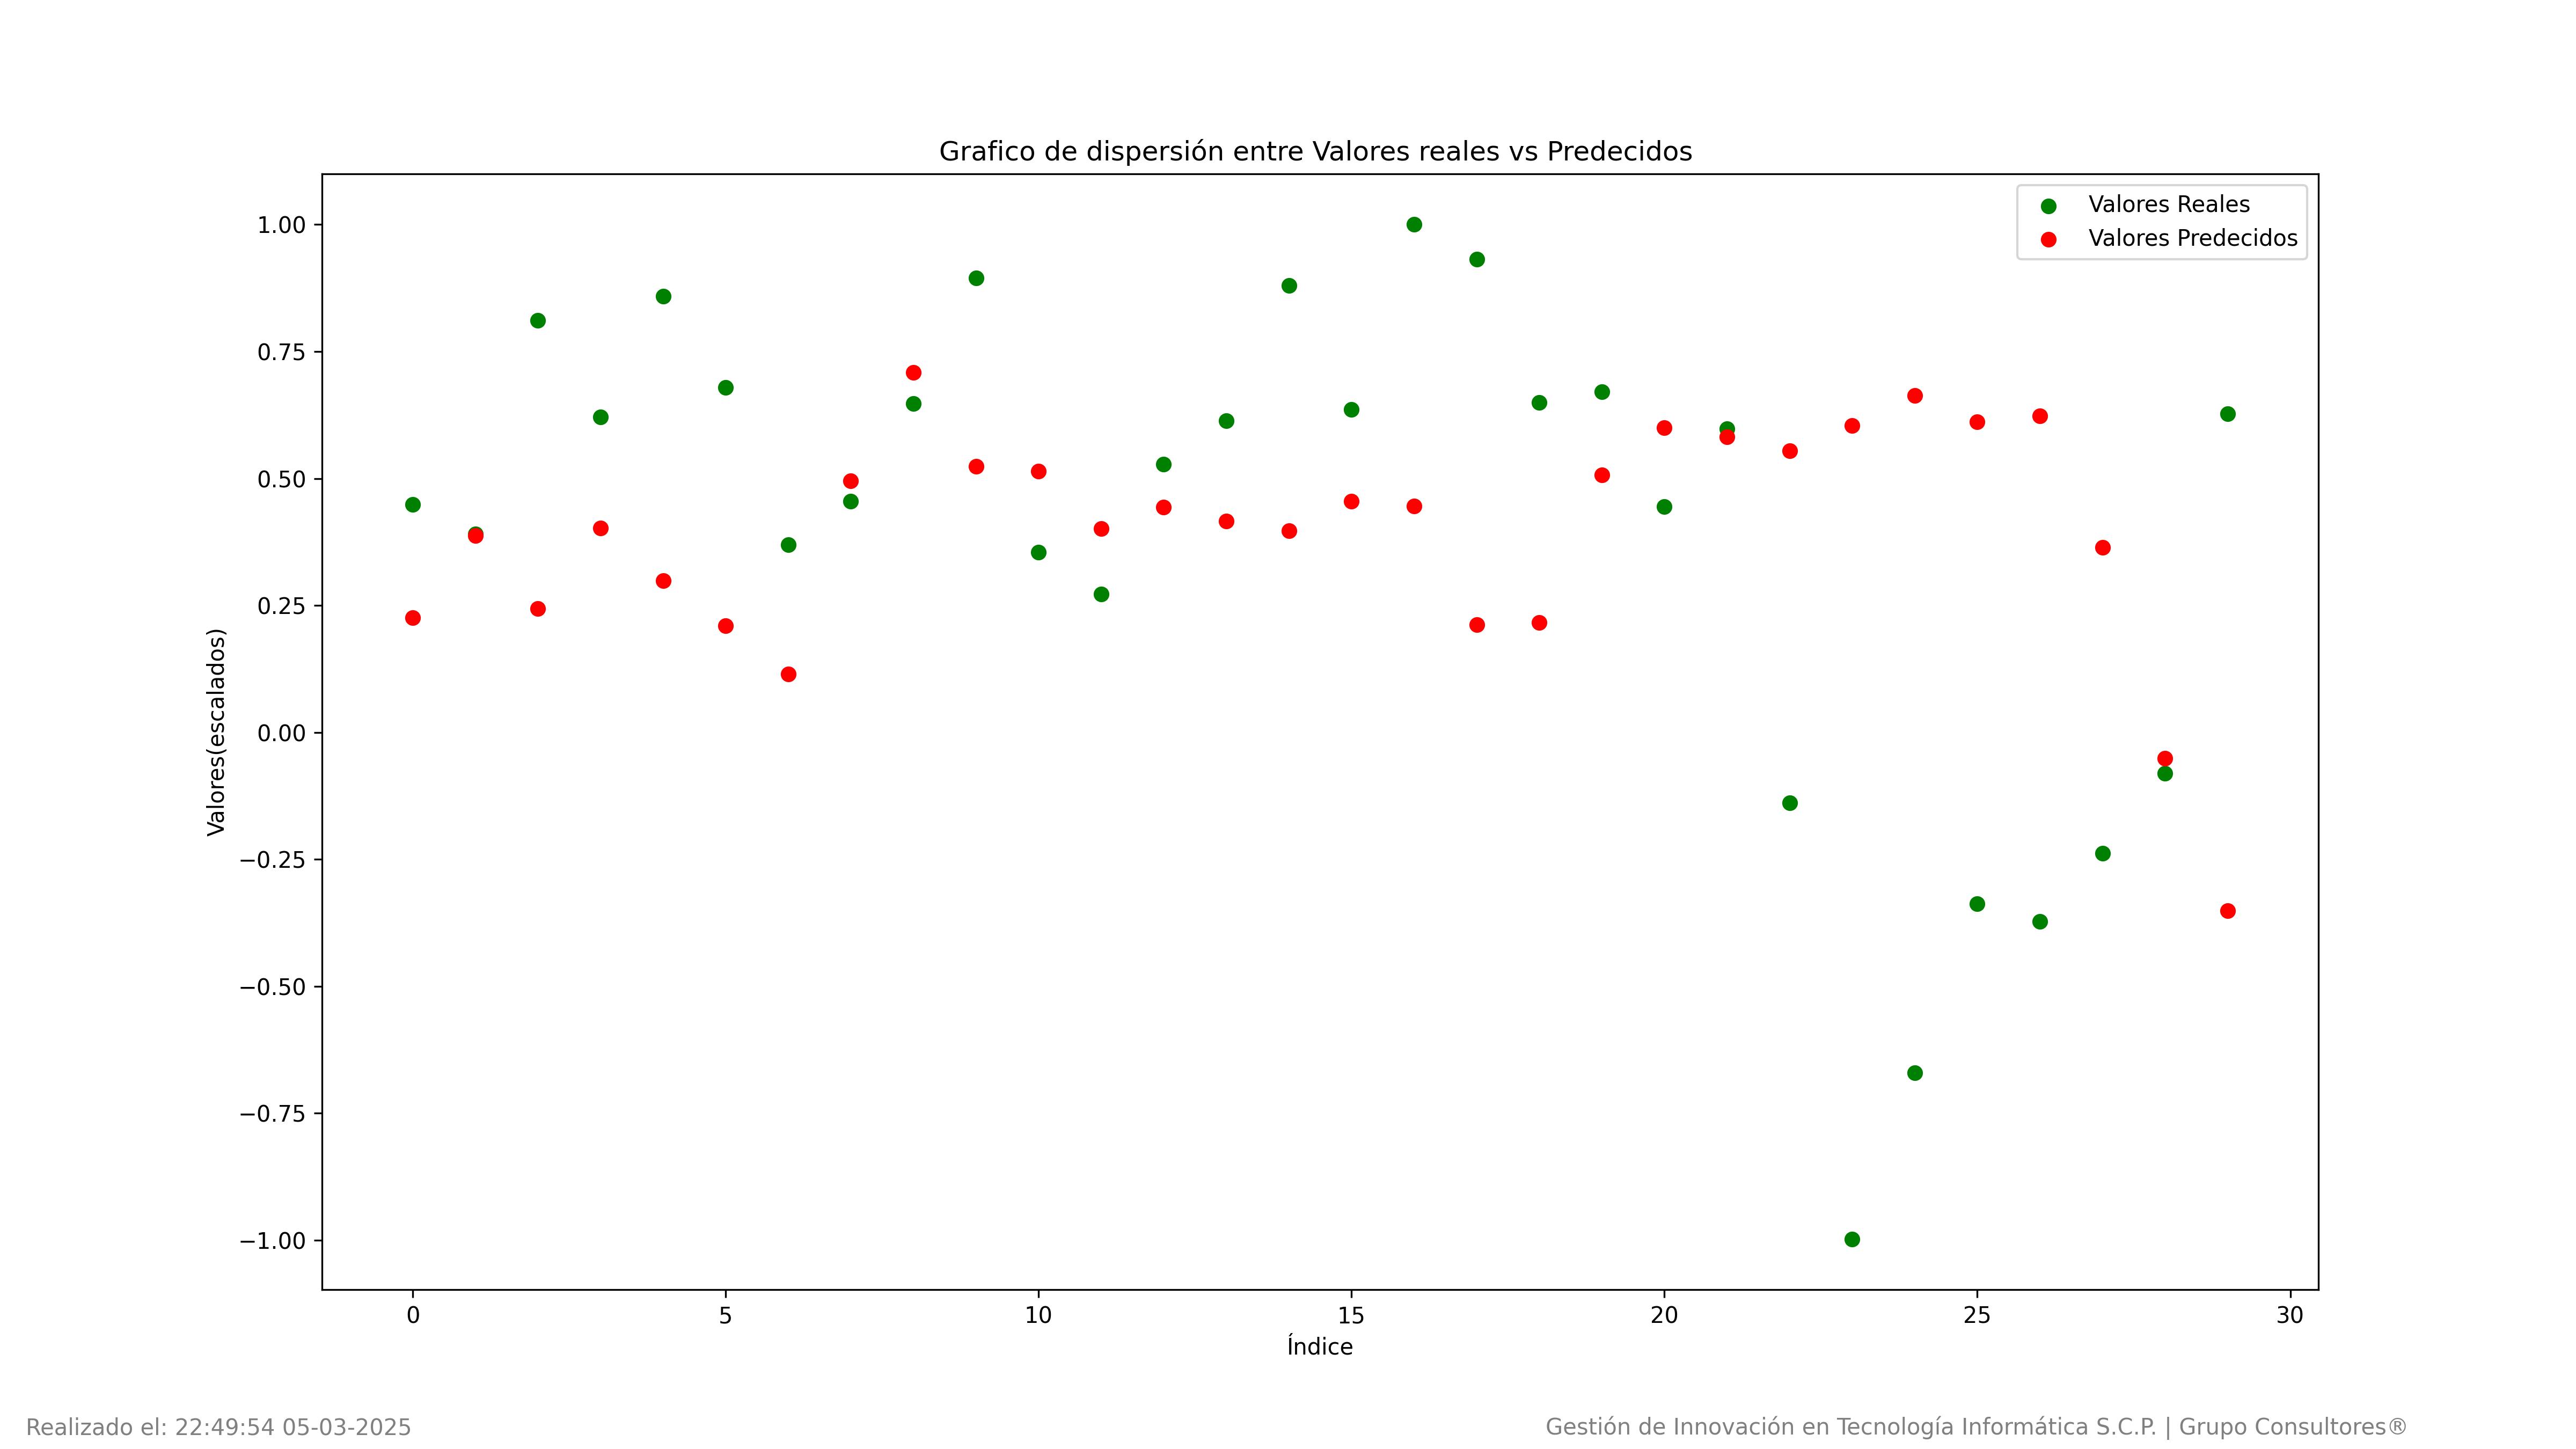 Grafico de dispersión entre Valores reales vs Predecidos
Valores Reales
Valores Predecidos
1.00
0.75
0.50
0.25
0.00
−0.25
−0.50
−0.75
−1.00
Valores(escalados)
0 5 10 15 20 25 30
Índice
Realizado el: 22:49:54 05-03-2025
Gestión de Innovación en Tecnología Informática S.C.P. | Grupo Consultores®